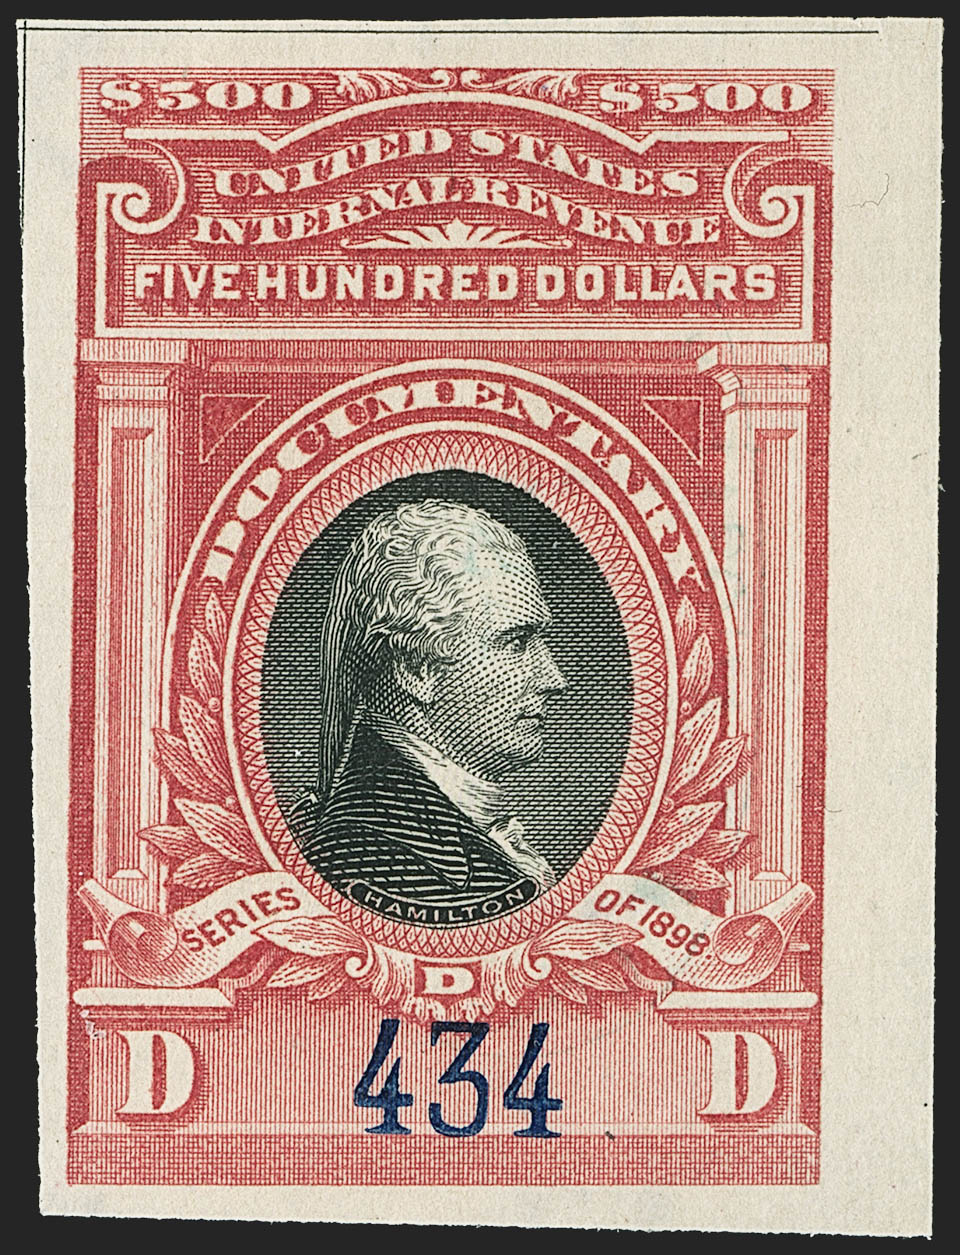 $500 $500
UNITED STATES
INTERNAL REVENUE
FIVE HUNDRED DOLLARS
DOCUMENTARY
HAMILTON
SERIES OF 1898
D
D D
434